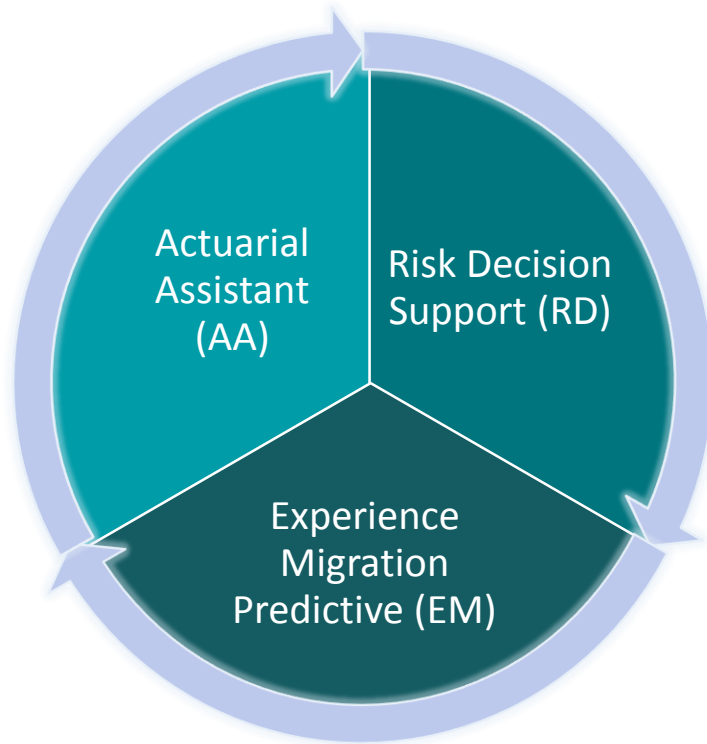 Actuarial
Assistant
(AA)
Risk Decision
Support (RD)
Experience
Migration
Predictive (EM)